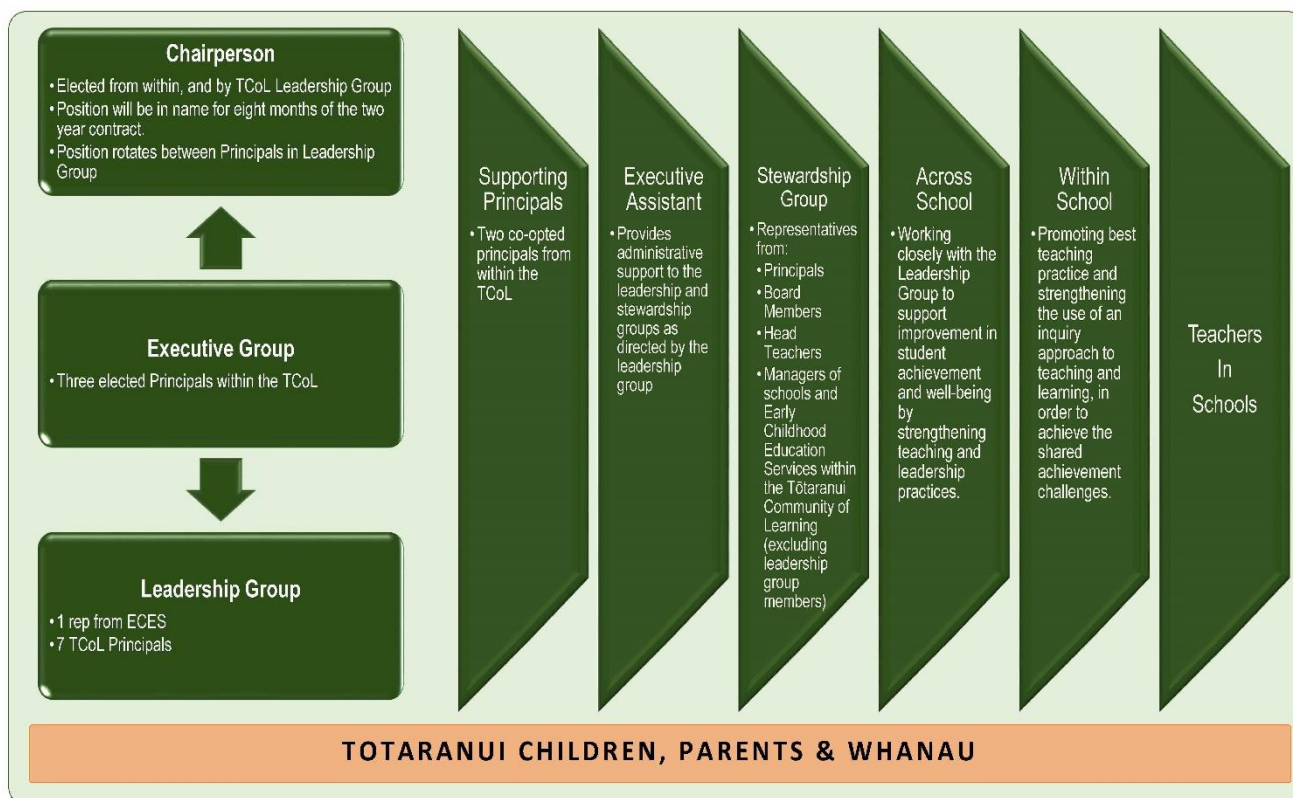 Chairperson
• Elected from within, and by TCoL Leadership Group
• Position will be in name for eight months of the two
year contract.
• Position rotates between Principals in Leadership
Group
Executive Group
• Three elected Principals within the TCoL
Leadership Group
• 1 rep from ECES
• 7 TCoL Principals
Supporting
Principals
• Two co-opted
principals from
within the
TCoL
Executive
Assistant
• Provides
administrative
support to the
leadership and
stewardship
groups as
directed by the
leadership
group
Stewardship
Group
• Representatives
from:
• Principals
• Board
Members
• Head
Teachers
• Managers of
schools and
Early
Childhood
Education
Services within
the Tōtaranui
Community of
Learning
(excluding
leadership
group
members)
Across
School
• Working
closely with the
Leadership
Group to
support
improvement in
student
achievement
and well-being
by
strengthening
teaching and
leadership
practices.
Within
School
• Promoting best
teaching
practice and
strengthening
the use of an
inquiry
approach to
teaching and
learning, in
order to
achieve the
shared
achievement
challenges.
Teachers
In
Schools
TOTARANUI CHILDREN, PARENTS & WHANAU